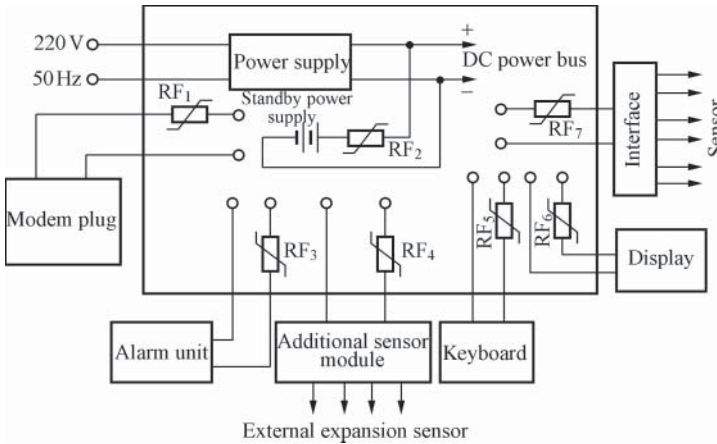 220 V
50 Hz
Power supply
+
DC power bus
−
RF1
Standby power
supply
RF2
RF7
Interface
Sensor
Modem plug
RF3
RF4
RF5
RF6
Display
Alarm unit
Additional sensor
module
Keyboard
External expansion sensor